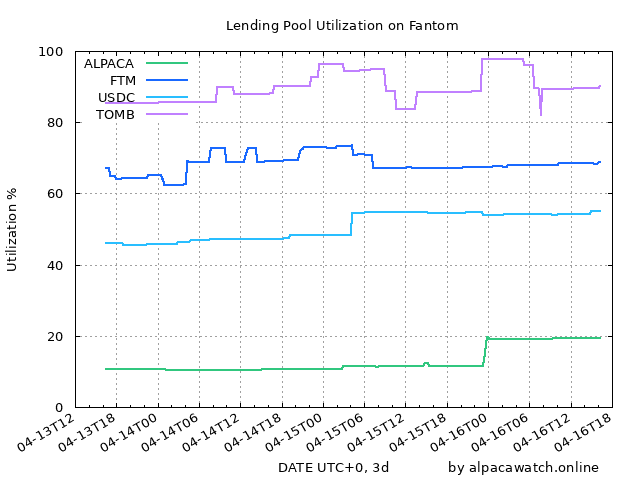 Lending Pool Utilization on Fantom
ALPACA
FTM
USDC
TOMB
Utilization %
100
80
60
40
20
0
04-13T12
04-13T18
04-14T00
04-14T06
04-14T12
04-14T18
04-15T00
04-15T06
04-15T12
04-15T18
04-16T00
04-16T06
04-16T12
04-16T18
DATE UTC+0, 3d
by alpacawatch.online